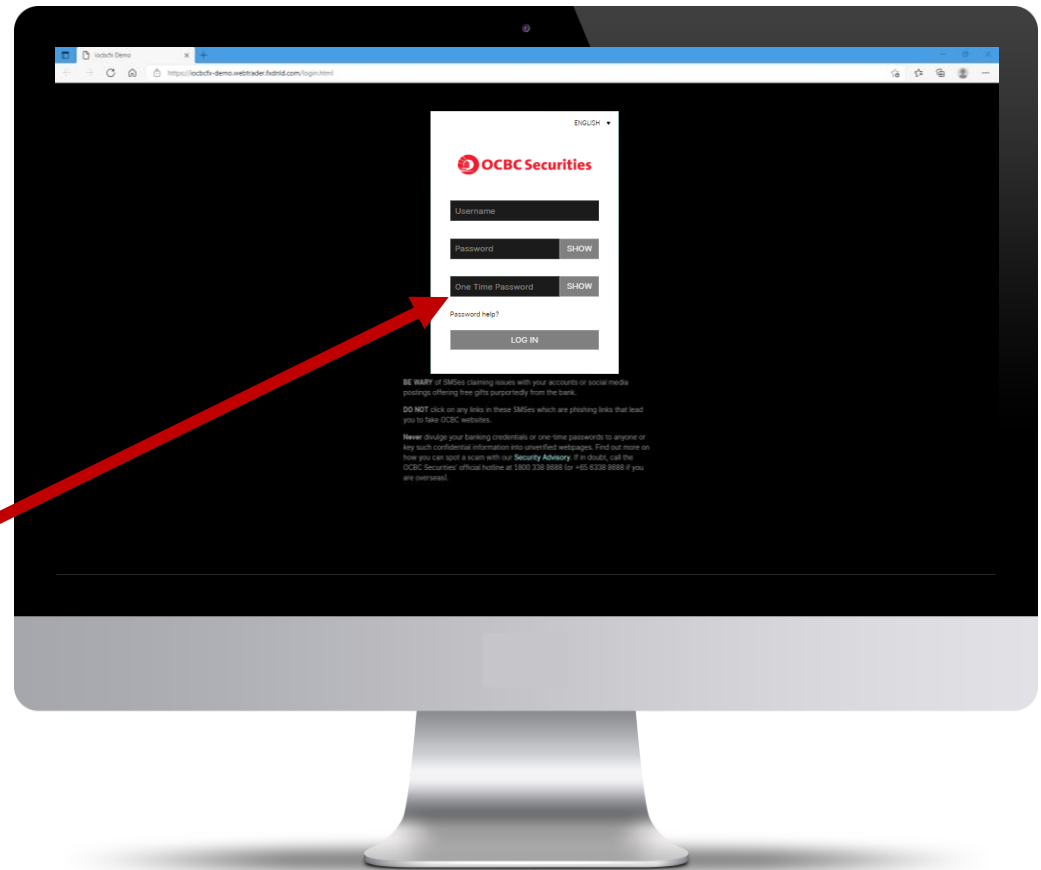 iocbcfx Demo
https://iocbcfx-demo.webtrader.fxdnld.com/login.html
ENGLISH
OCBC Securities
Username
Password SHOW
One Time Password SHOW
Password help?
LOG IN
BE WARY of SMSes claiming issues with your accounts or social media
postings offering free gifts purportedly from the bank.
DO NOT click on any links in these SMSes which are phishing links that lead
you to fake OCBC websites.
Never divulge your banking credentials or one-time passwords to anyone or
key such confidential information into unverified webpages. Find out more on
how you can spot a scam with our Security Advisory. If in doubt, call the
OCBC Securities' official hotline at 1800 338 8688 (or +65 6338 8688 if you
are overseas).